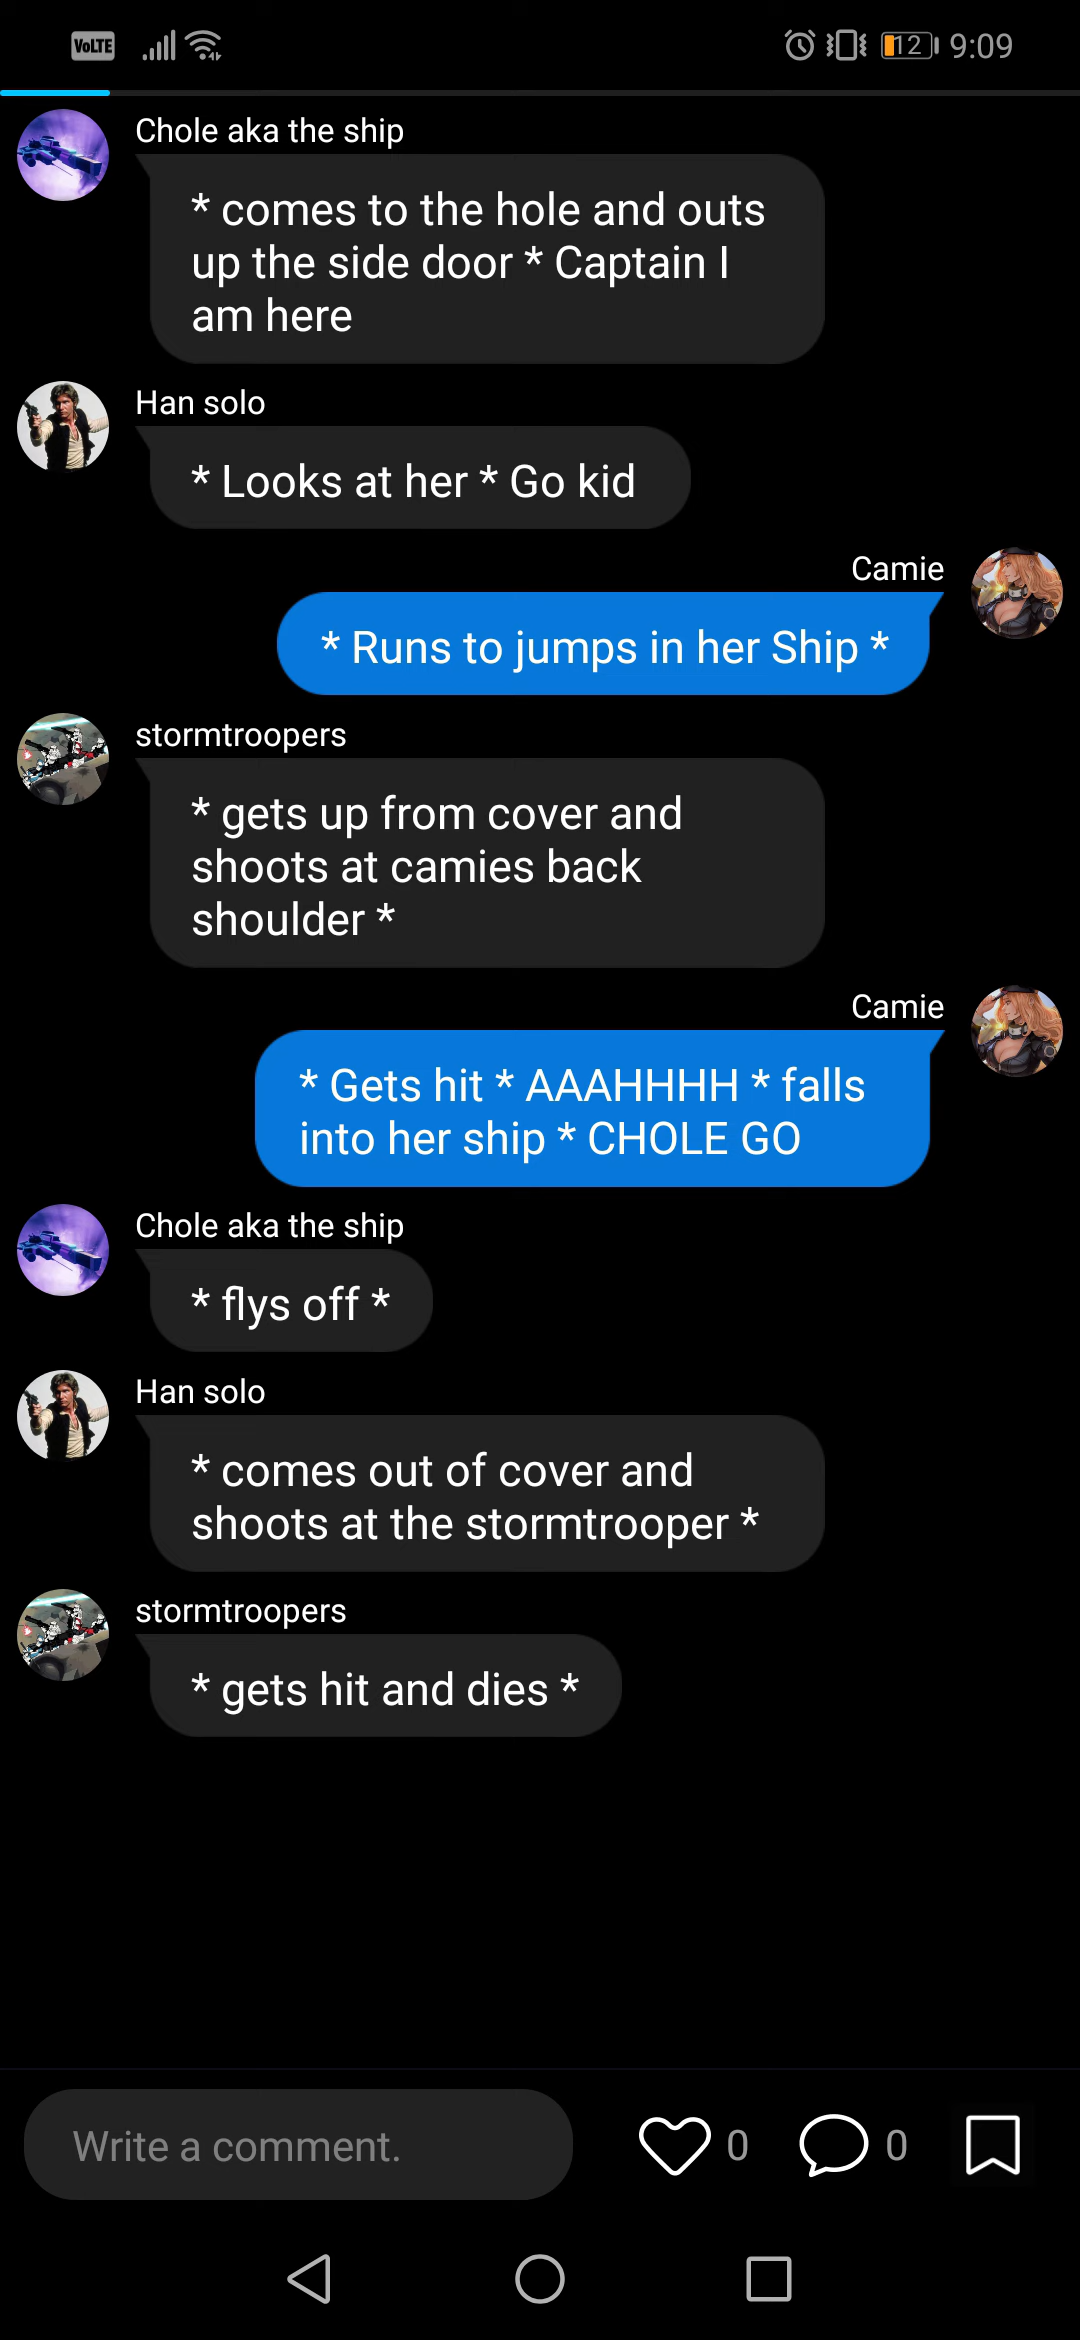 VoLTE 12 9:09
Chole aka the ship
* comes to the hole and outs
up the side door * Captain I
am here
Han solo
* Looks at her * Go kid
Camie
* Runs to jumps in her Ship *
stormtroopers
* gets up from cover and
shoots at camies back
shoulder *
Camie
* Gets hit * AAAHHHH * falls
into her ship * CHOLE GO
Chole aka the ship
* flys off *
Han solo
* comes out of cover and
shoots at the stormtrooper *
stormtroopers
* gets hit and dies *
Write a comment. 0 0